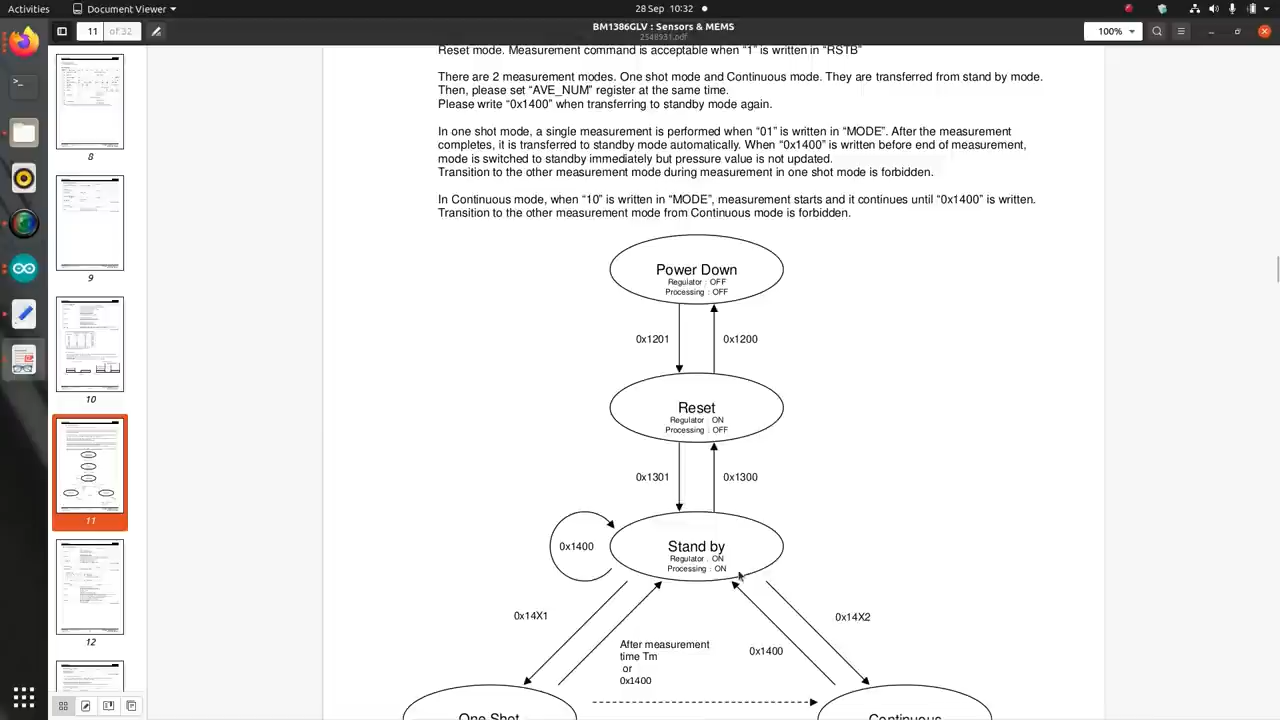 Activities
Document Viewer
28 Sep 10:32
11
of 32
BM1386GLV : Sensors & MEMS
2548931.pdf
100%
8
9
10
11
12
Reset mode. Measurement command is acceptable when “1” is written in “RSTB”
There are 2 measurement modes. One shot mode and Continuous mode. These are transferred from stand by mode.
Then, please set “AVE_NUM” register at the same time.
Please write “0x1400” when transferring to standby mode again.
In one shot mode, a single measurement is performed when “01” is written in “MODE”. After the measurement
completes, it is transferred to standby mode automatically. When “0x1400” is written before end of measurement,
mode is switched to standby immediately but pressure value is not updated.
Transition to the other measurement mode during measurement in one shot mode is forbidden.
In Continuous mode, when “10” is written in “MODE”, measurement starts and it continues until “0x1400” is written.
Transition to the other measurement mode from Continuous mode is forbidden.
Power Down
Regulator : OFF
Processing : OFF
0x1201
0x1200
Reset
Regulator : ON
Processing : OFF
0x1301
0x1300
0x1400
Stand by
Regulator : ON
Processing : ON
0x14X1
0x14X2
After measurement
time Tm
or
0x1400
0x1400
One Shot
Continuous